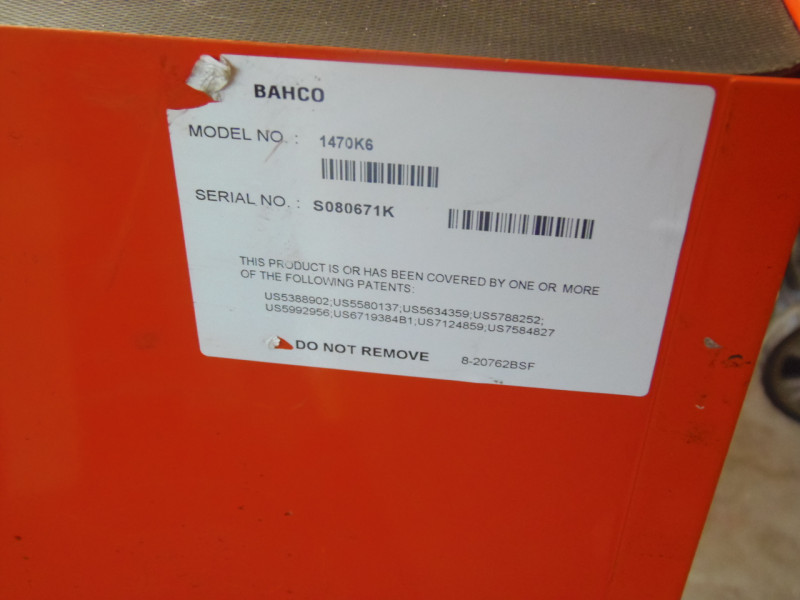 BAHCO
MODEL NO. : 1470K6
SERIAL NO. : S080671K
THIS PRODUCT IS OR HAS BEEN COVERED BY ONE OR MORE
OF THE FOLLOWING PATENTS:
US5388902;US5580137;US5634359;US5788252;
US5992956;US6719384B1;US7124859;US7584827
DO NOT REMOVE 8-20762BSF